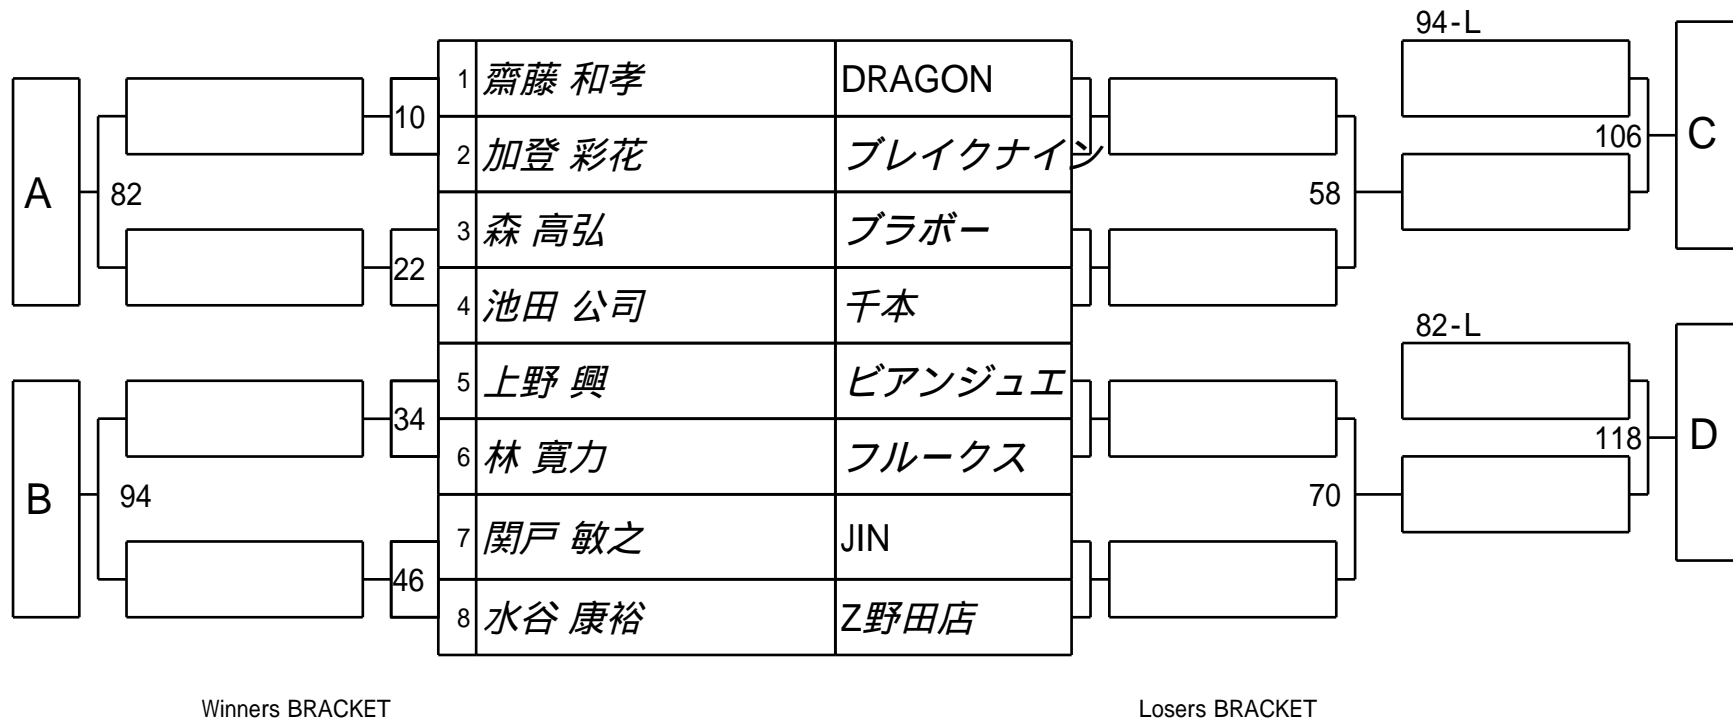 94-L
1 齋藤 和孝 DRAGON
10
2 加登 彩花 ブレイクナイン
106
C
A
82
58
3 森 高弘 ブラボー
22
4 池田 公司 千本
82-L
5 上野 興 ビアンジュエ
34
6 林 寛力 フルークス
118
D
B
94
70
7 関戸 敏之 JIN
46
8 水谷 康裕 Z野田店
Winners BRACKET
Losers BRACKET